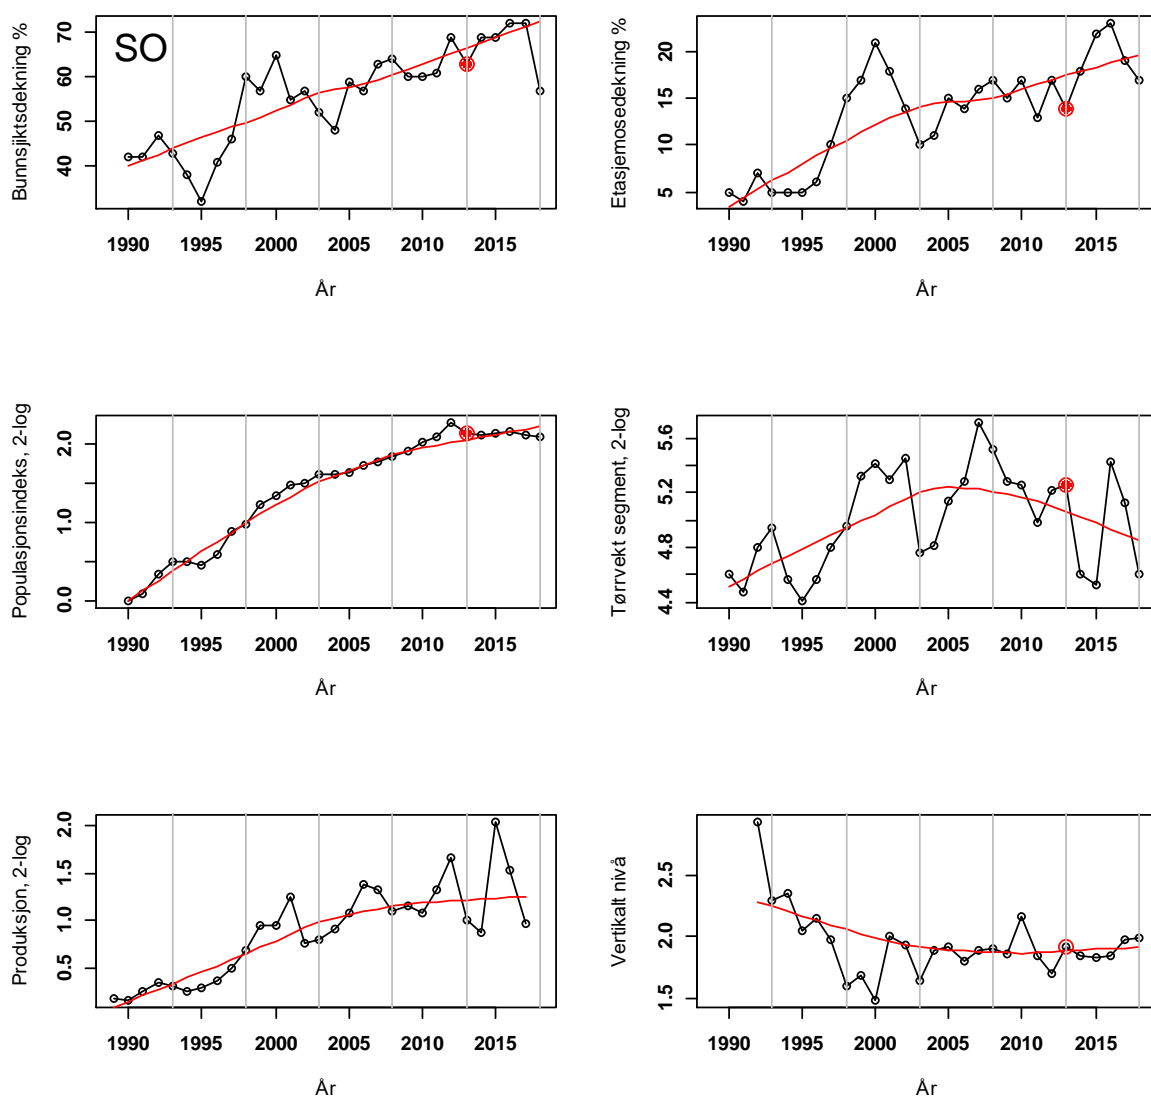 SO
Bunnsjiktsdekning %
70
60
50
40
1990 1995 2000 2005 2010 2015
År
Etasjemosedekning %
20
15
10
5
1990 1995 2000 2005 2010 2015
År
Populasjonsindeks, 2-log
2.0
1.0
0.0
1990 1995 2000 2005 2010 2015
År
Tørrvekt segment, 2-log
5.6
5.2
4.8
4.4
1990 1995 2000 2005 2010 2015
År
Produksjon, 2-log
2.0
1.5
1.0
0.5
1990 1995 2000 2005 2010 2015
År
Vertikalt nivå
2.5
2.0
1.5
1990 1995 2000 2005 2010 2015
År